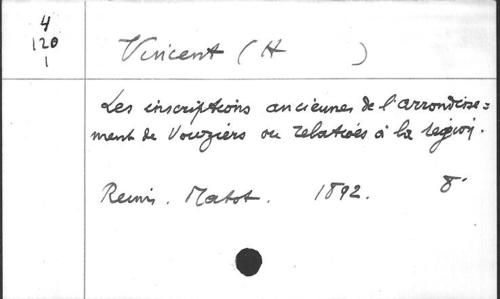 4
120
1
Vincent (H )
Les inscriptions anciennes de l'arrondisse=
ment de Vouziers ou relatives à la région.
Reims. Matot. 1892. 8°